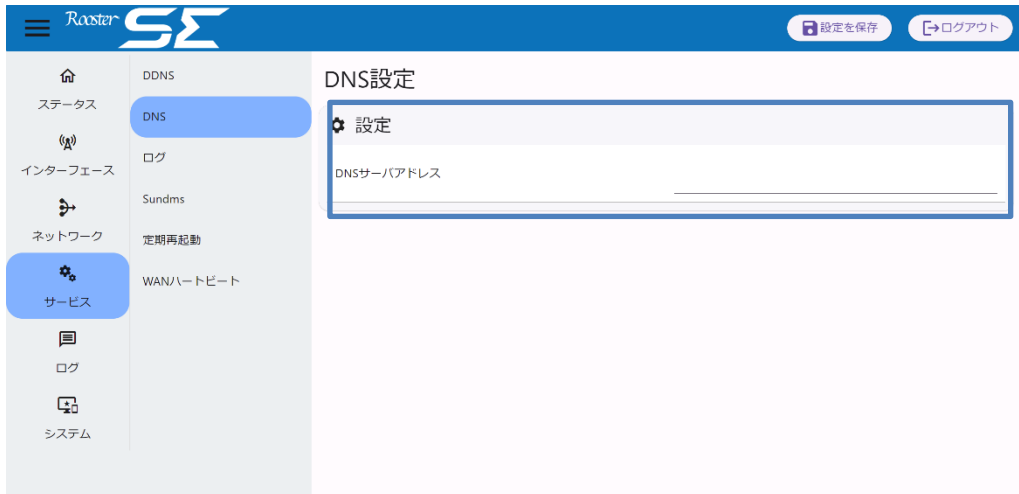 Rooster SE
設定を保存
ログアウト
ステータス
インターフェース
ネットワーク
サービス
ログ
システム
DDNS
DNS
ログ
Sundms
定期再起動
WANハートビート
DNS設定
設定
DNSサーバアドレス